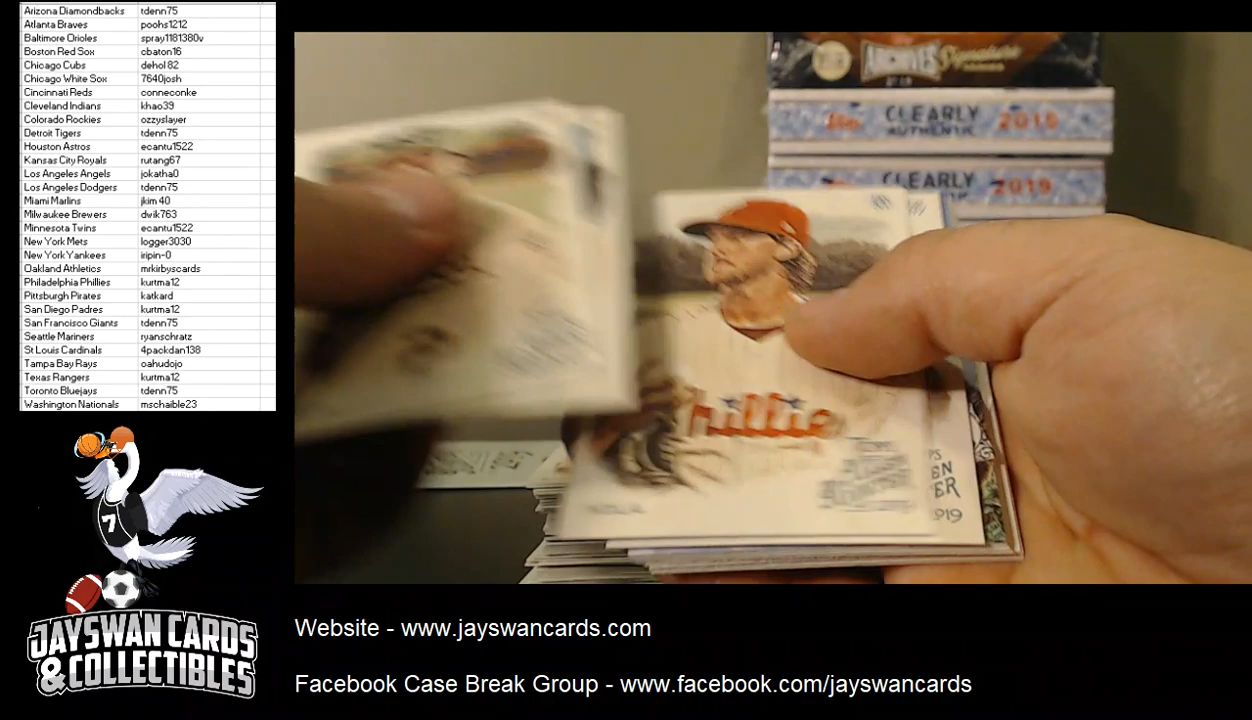 Arizona Diamondbacks tdenn75
Atlanta Braves poohs1212
Baltimore Orioles spray1181380v
Boston Red Sox cbaton16
Chicago Cubs dehol 82
Chicago White Sox 7640josh
Cincinnati Reds conneconke
Cleveland Indians khao39
Colorado Rockies ozzyslayer
Detroit Tigers tdenn75
Houston Astros ecantu1522
Kansas City Royals rutang67
Los Angeles Angels jokatha0
Los Angeles Dodgers tdenn75
Miami Marlins jkim 40
Milwaukee Brewers dwik763
Minnesota Twins ecantu1522
New York Mets logger3030
New York Yankees iripin-0
Oakland Athletics mrkirbyscards
Philadelphia Phillies kurtma12
Pittsburgh Pirates katkard
San Diego Padres kurtma12
San Francisco Giants tdenn75
Seattle Mariners ryanschratz
St Louis Cardinals 4packdan138
Tampa Bay Rays oahudojo
Texas Rangers kurtma12
Toronto Bluejays tdenn75
Washington Nationals mschaible23
7
JAYSWAN CARDS
& COLLECTIBLES
ARCHIVES Signature
CLEARLY
AUTHENTIC
CLEARLY
2019
hillie
NOLA
Website - www.jayswancards.com
Facebook Case Break Group - www.facebook.com/jayswancards